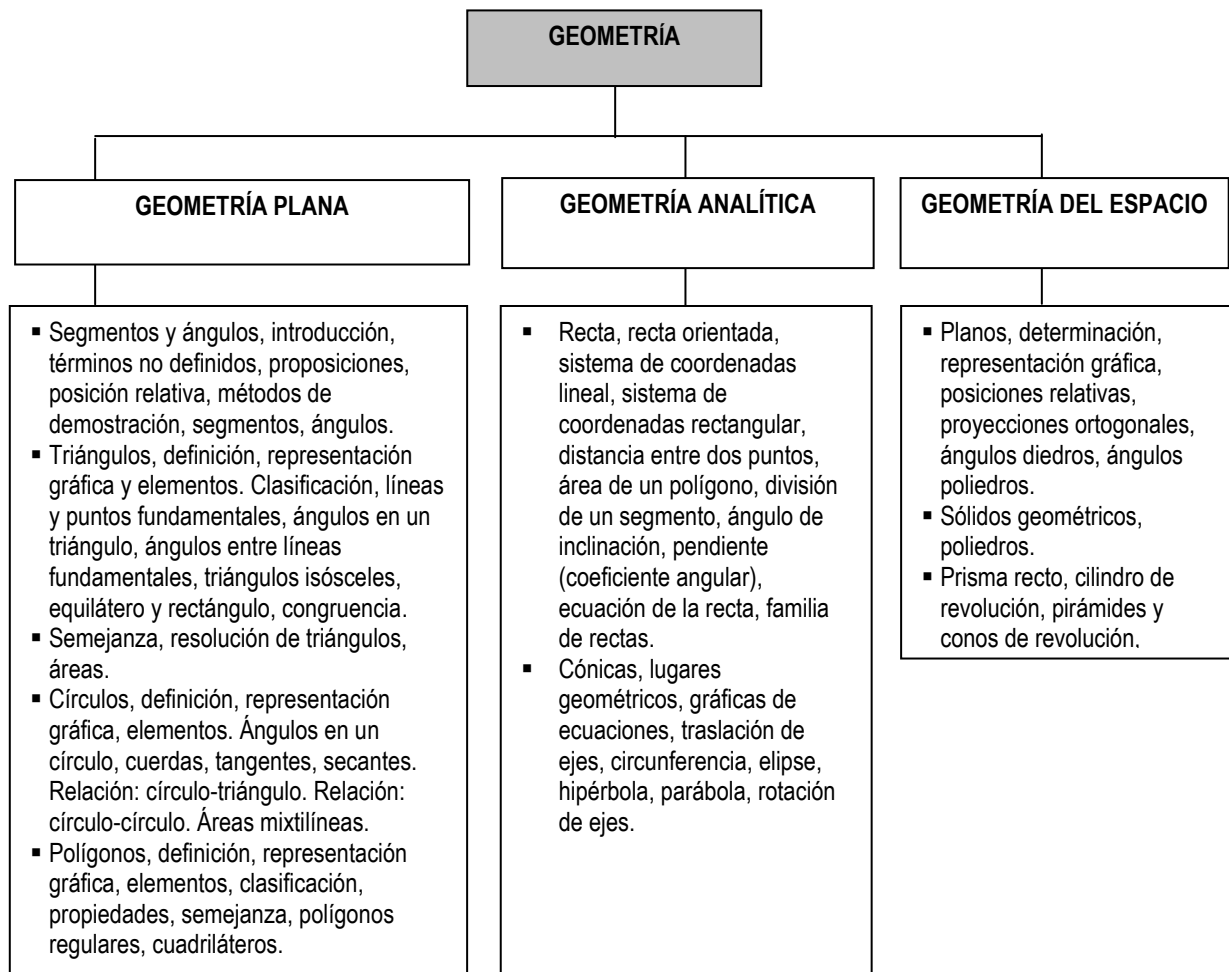 GEOMETRÍA
GEOMETRÍA PLANA
GEOMETRÍA ANALÍTICA
GEOMETRÍA DEL ESPACIO
▪ Segmentos y ángulos, introducción,
términos no definidos, proposiciones,
posición relativa, métodos de
demostración, segmentos, ángulos.
▪ Triángulos, definición, representación
gráfica y elementos. Clasificación, líneas
y puntos fundamentales, ángulos en un
triángulo, ángulos entre líneas
fundamentales, triángulos isósceles,
equilátero y rectángulo, congruencia.
▪ Semejanza, resolución de triángulos,
áreas.
▪ Círculos, definición, representación
gráfica, elementos. Ángulos en un
círculo, cuerdas, tangentes, secantes.
Relación: círculo-triángulo. Relación:
círculo-círculo. Áreas mixtilíneas.
▪ Polígonos, definición, representación
gráfica, elementos, clasificación,
propiedades, semejanza, polígonos
regulares, cuadriláteros.
▪ Recta, recta orientada,
sistema de coordenadas
lineal, sistema de
coordenadas rectangular,
distancia entre dos puntos,
área de un polígono, división
de un segmento, ángulo de
inclinación, pendiente
(coeficiente angular),
ecuación de la recta, familia
de rectas.
▪ Cónicas, lugares
geométricos, gráficas de
ecuaciones, traslación de
ejes, circunferencia, elipse,
hipérbola, parábola, rotación
de ejes.
▪ Planos, determinación,
representación gráfica,
posiciones relativas,
proyecciones ortogonales,
ángulos diedros, ángulos
poliedros.
▪ Sólidos geométricos,
poliedros.
▪ Prisma recto, cilindro de
revolución, pirámides y
conos de revolución,